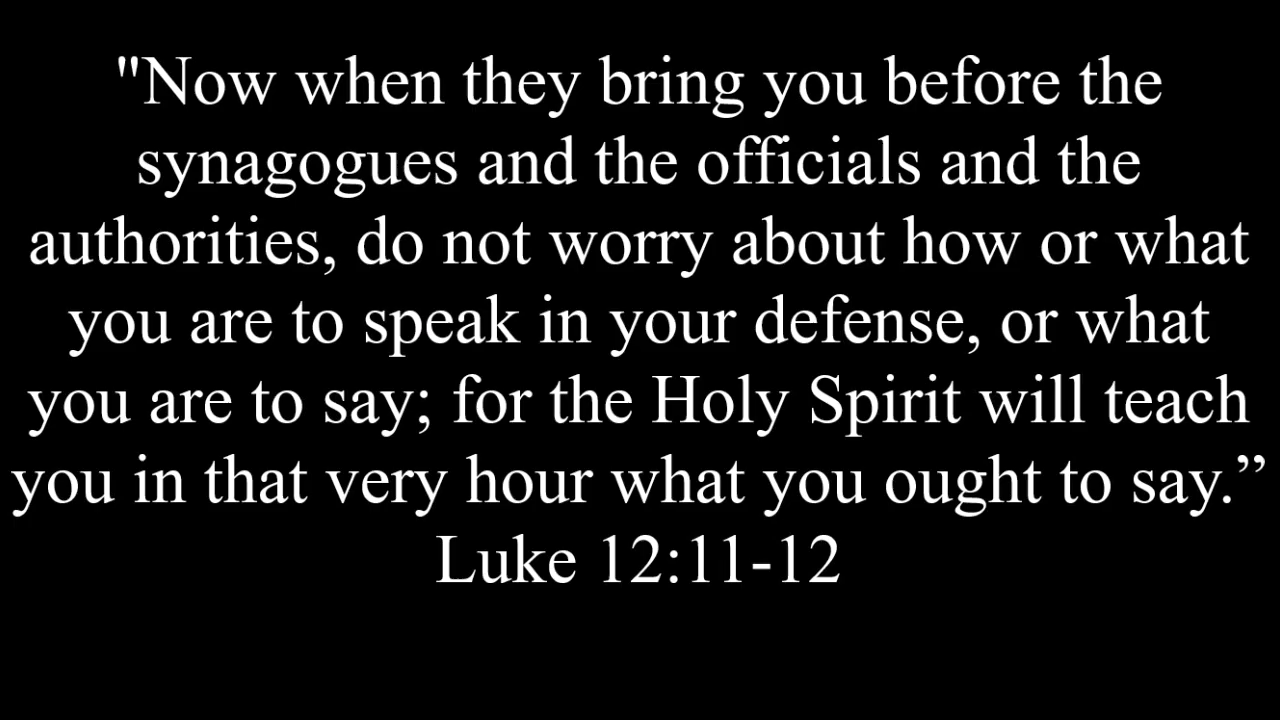 "Now when they bring you before the
synagogues and the officials and the
authorities, do not worry about how or what
you are to speak in your defense, or what
you are to say; for the Holy Spirit will teach
you in that very hour what you ought to say.”
Luke 12:11-12